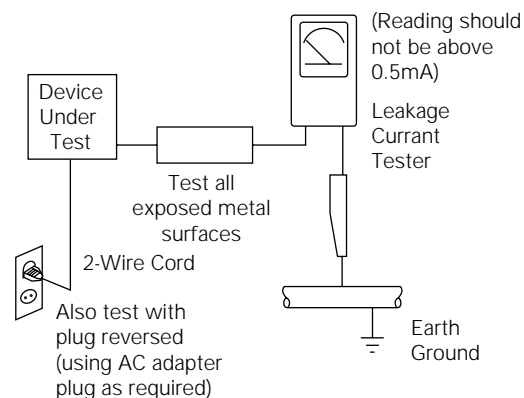 (Reading should
not be above
0.5mA)
Device
Under
Test
Leakage
Currant
Tester
Test all
exposed metal
surfaces
2-Wire Cord
Also test with
plug reversed
(using AC adapter
plug as required)
Earth
Ground